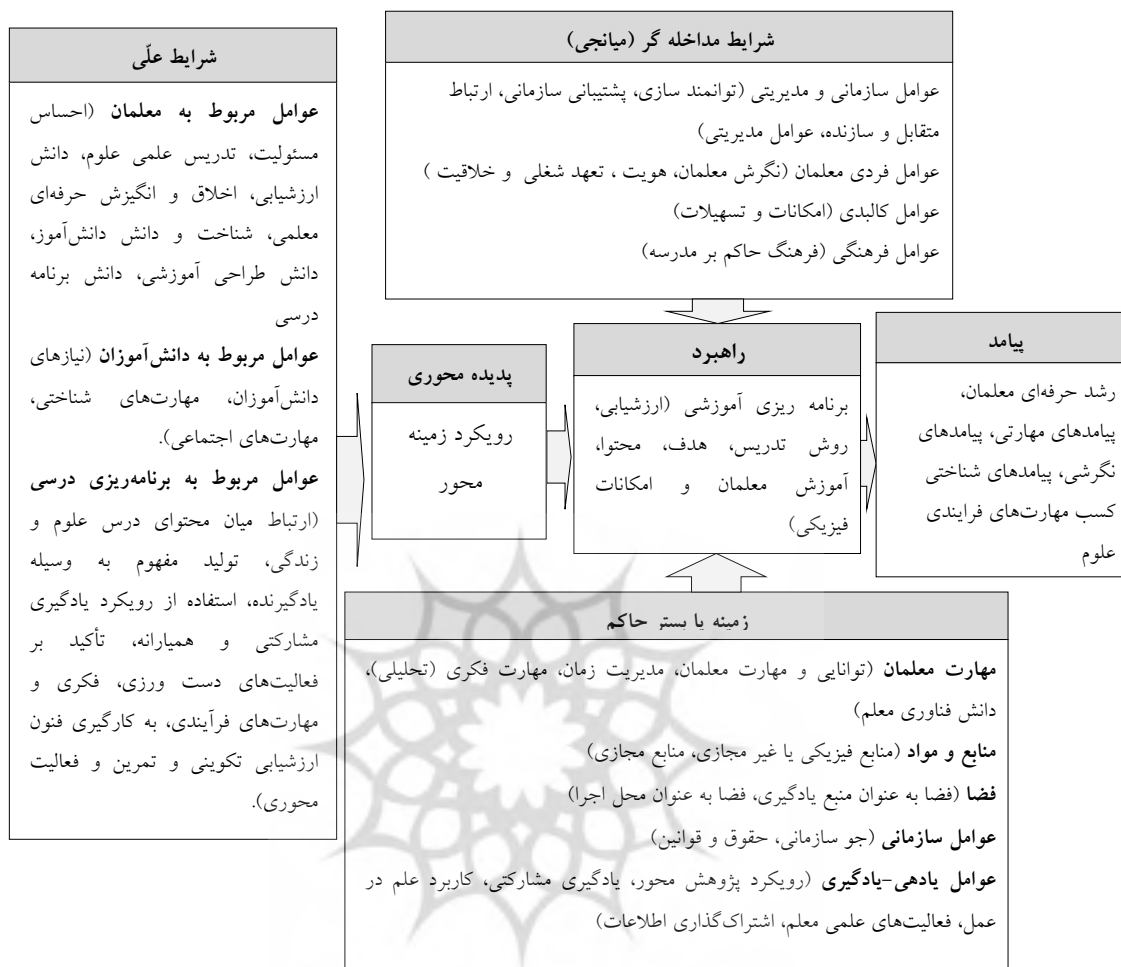 شرایط علّی
عوامل مربوط به معلمان (احساس
مسئولیت، تدریس علمی علوم، دانش
ارزشیابی، اخلاق و انگیزش حرفه‌ای
معلمی، شناخت و دانش دانش‌آموز،
دانش طراحی آموزشی، دانش برنامه
درسی
عوامل مربوط به دانش‌آموزان (نیازهای
دانش‌آموزان، مهارت‌های شناختی،
مهارت‌های اجتماعی).
عوامل مربوط به برنامه‌ریزی درسی
(ارتباط میان محتوای درس علوم و
زندگی، تولید مفهوم به وسیله
یادگیرنده، استفاده از رویکرد یادگیری
مشارکتی و همیارانه، تأکید بر
فعالیت‌های دست ورزی، فکری و
مهارت‌های فرآیندی، به کارگیری فنون
ارزشیابی تکوینی و تمرین و فعالیت
محوری).
شرایط مداخله گر (میانجی)
عوامل سازمانی و مدیریتی (توانمند سازی، پشتیبانی سازمانی، ارتباط
متقابل و سازنده، عوامل مدیریتی)
عوامل فردی معلمان (نگرش معلمان، هویت ، تعهد شغلی و خلاقیت )
عوامل کالبدی (امکانات و تسهیلات)
عوامل فرهنگی (فرهنگ حاکم بر مدرسه)
پدیده محوری
رویکرد زمینه
محور
راهبرد
برنامه ریزی آموزشی (ارزشیابی،
روش تدریس، هدف، محتوا،
آموزش معلمان و امکانات
فیزیکی)
پیامد
رشد حرفه‌ای معلمان،
پیامدهای مهارتی، پیامدهای
نگرشی، پیامدهای شناختی
کسب مهارت‌های فرایندی
علوم
زمینه یا بستر حاکم
مهارت معلمان (توانایی و مهارت معلمان، مدیریت زمان، مهارت فکری (تحلیلی)،
دانش فناوری معلم)
منابع و مواد (منابع فیزیکی یا غیر مجازی، منابع مجازی)
فضا (فضا به عنوان منبع یادگیری، فضا به عنوان محل اجرا)
عوامل سازمانی (جو سازمانی، حقوق و قوانین)
عوامل یادهی-یادگیری (رویکرد پژوهش محور، یادگیری مشارکتی، کاربرد علم در
عمل، فعالیت‌های علمی معلم، اشتراک‌گذاری اطلاعات)